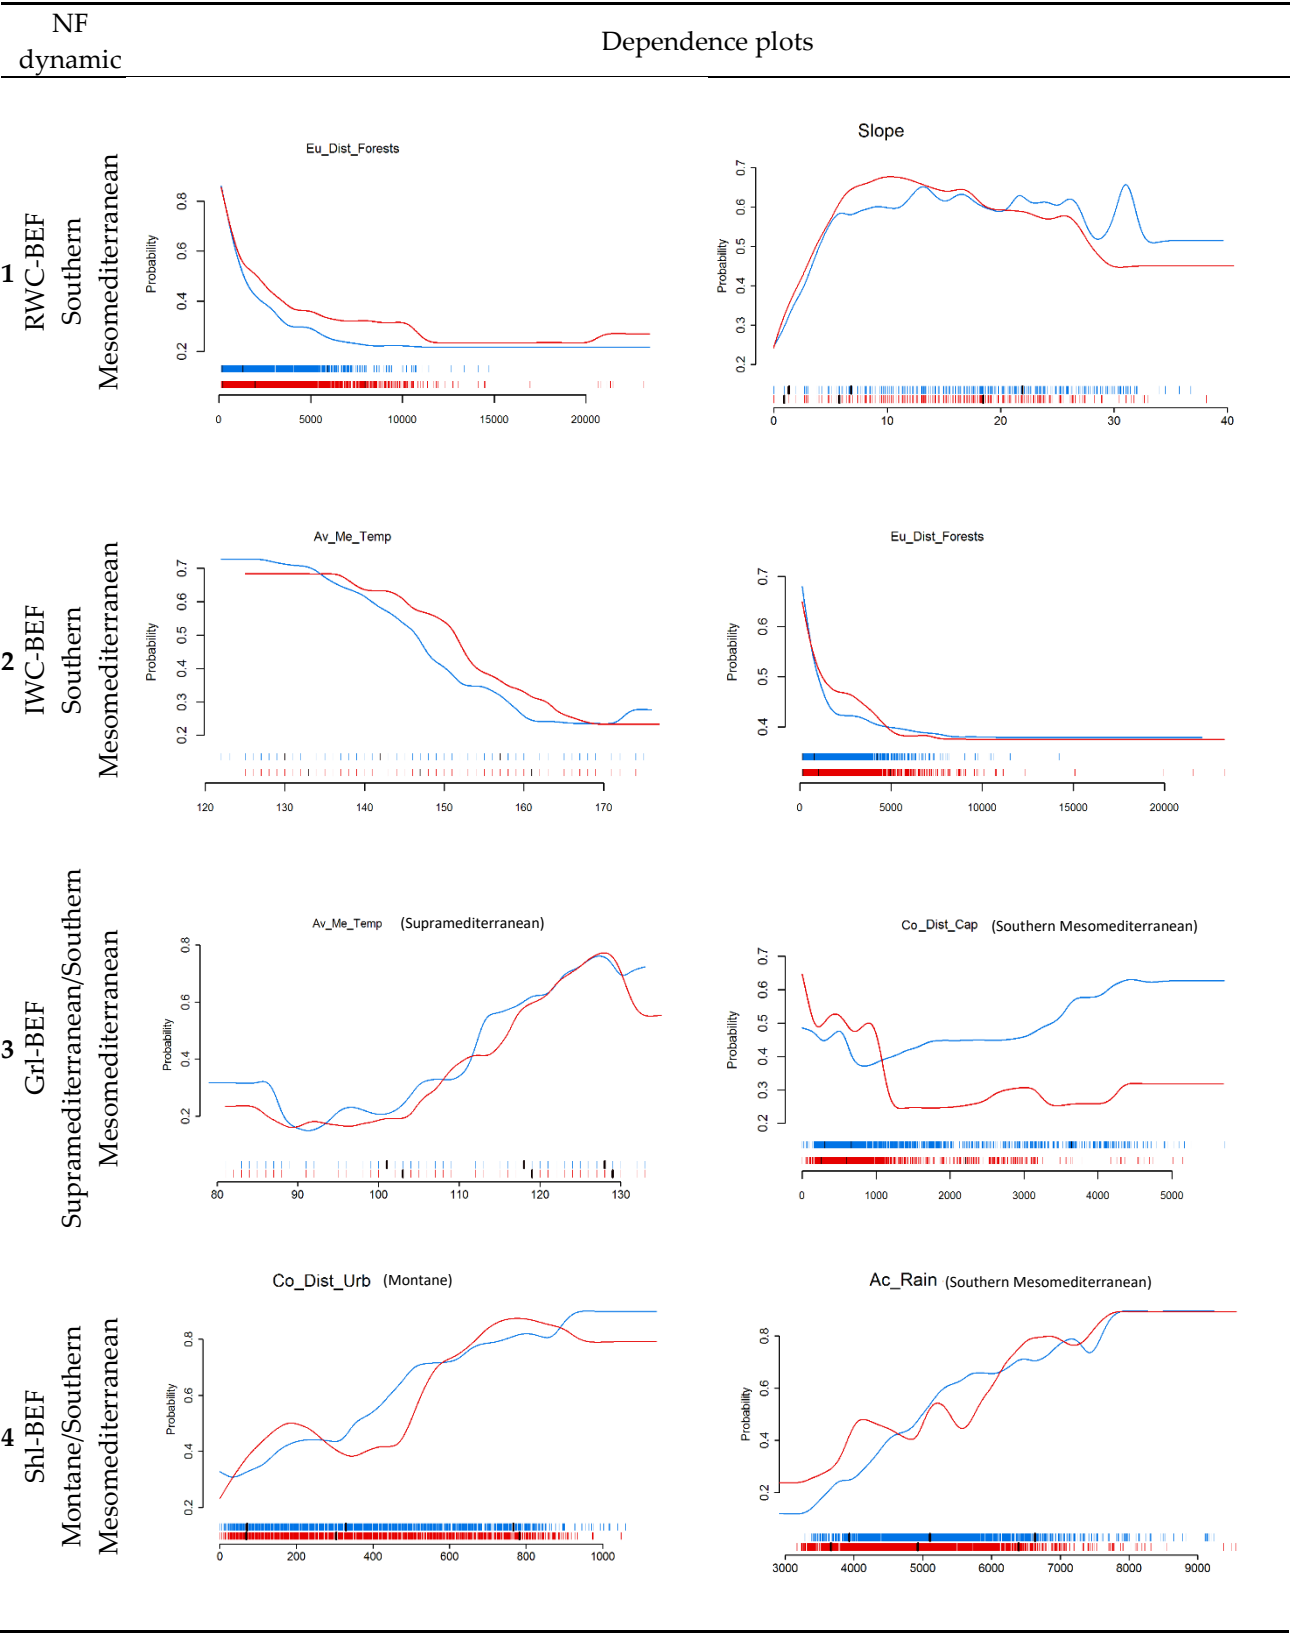 NF
dynamic
Dependence plots
1
RWC-BEF
Southern
Mesomediterranean
Eu_Dist_Forests
Probability
0.2 0.4 0.6 0.8
0 5000 10000 15000 20000
Slope
Probability
0.2 0.3 0.4 0.5 0.6 0.7
0 10 20 30 40
2
IWC-BEF
Southern
Mesomediterranean
Av_Me_Temp
Probability
0.2 0.3 0.4 0.5 0.6 0.7
120 130 140 150 160 170
Eu_Dist_Forests
Probability
0.4 0.5 0.6 0.7
0 5000 10000 15000 20000
3
Grl-BEF
Supramediterranean/Southern
Mesomediterranean
Av_Me_Temp (Supramediterranean)
Probability
0.2 0.4 0.6 0.8
80 90 100 110 120 130
Co_Dist_Cap (Southern Mesomediterranean)
Probability
0.2 0.3 0.4 0.5 0.6 0.7
0 1000 2000 3000 4000 5000
4
Shl-BEF
Montane/Southern
Mesomediterranean
Co_Dist_Urb (Montane)
Probability
0.2 0.4 0.6 0.8
0 200 400 600 800 1000
Ac_Rain (Southern Mesomediterranean)
Probability
0.2 0.4 0.6 0.8
3000 4000 5000 6000 7000 8000 9000